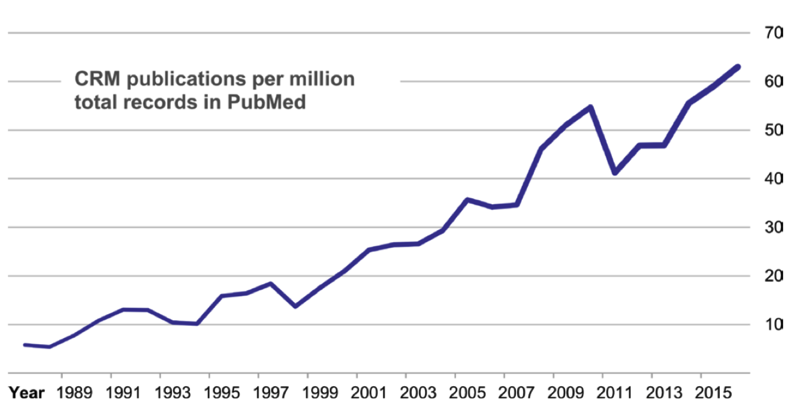 70
CRM publications per million
total records in PubMed
60
50
40
30
20
10
Year 1989 1991 1993 1995 1997 1999 2001 2003 2005 2007 2009 2011 2013 2015